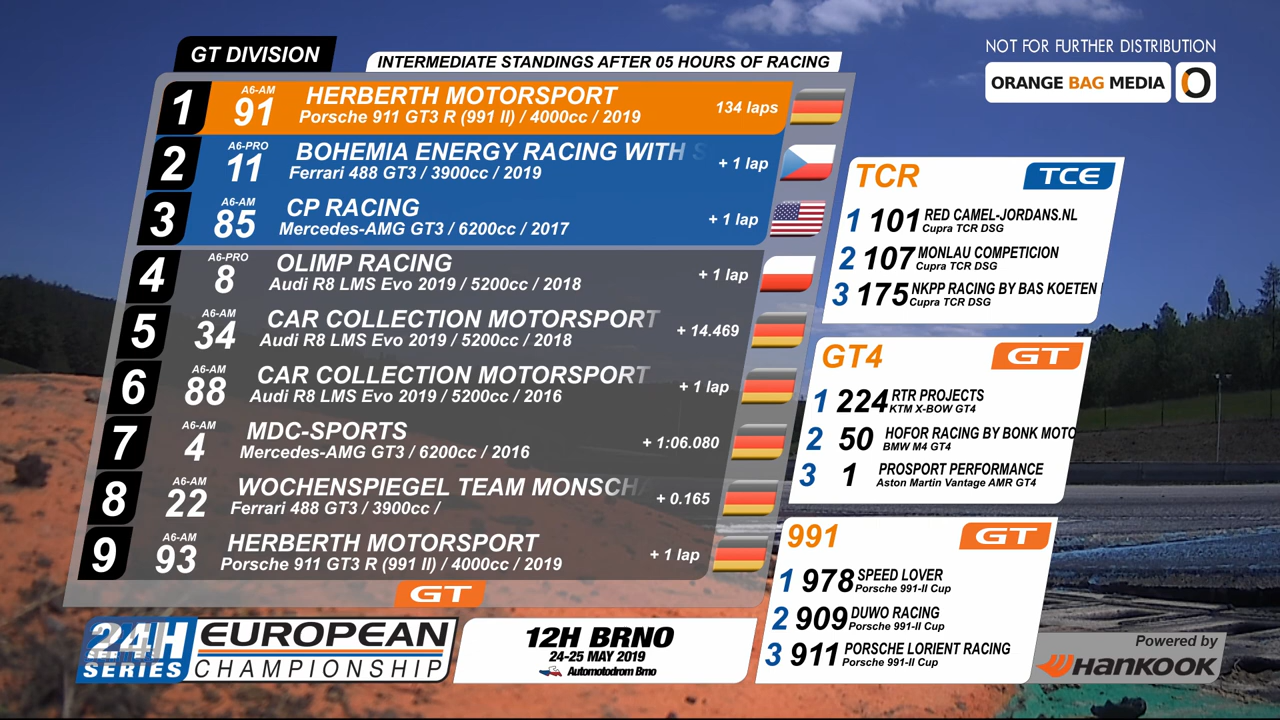 GT DIVISION
INTERMEDIATE STANDINGS AFTER 05 HOURS OF RACING
1 A6-AM 91 HERBERTH MOTORSPORT 134 laps
Porsche 911 GT3 R (991 II) / 4000cc / 2019
2 A6-PRO 11 BOHEMIA ENERGY RACING WITH S + 1 lap
Ferrari 488 GT3 / 3900cc / 2019
3 A6-AM 85 CP RACING + 1 lap
Mercedes-AMG GT3 / 6200cc / 2017
4 A6-PRO 8 OLIMP RACING + 1 lap
Audi R8 LMS Evo 2019 / 5200cc / 2018
5 A6-AM 34 CAR COLLECTION MOTORSPORT + 14.469
Audi R8 LMS Evo 2019 / 5200cc / 2018
6 A6-AM 88 CAR COLLECTION MOTORSPORT + 1 lap
Audi R8 LMS Evo 2019 / 5200cc / 2016
7 A6-AM 4 MDC-SPORTS + 1:06.080
Mercedes-AMG GT3 / 6200cc / 2016
8 A6-AM 22 WOCHENSPIEGEL TEAM MONSCHA + 0.165
Ferrari 488 GT3 / 3900cc /
9 A6-AM 93 HERBERTH MOTORSPORT + 1 lap
Porsche 911 GT3 R (991 II) / 4000cc / 2019
GT
NOT FOR FURTHER DISTRIBUTION
ORANGE BAG MEDIA
TCR TCE
1 101 RED CAMEL-JORDANS.NL
Cupra TCR DSG
2 107 MONLAU COMPETICION
Cupra TCR DSG
3 175 NKPP RACING BY BAS KOETEN
Cupra TCR DSG
GT4 GT
1 224 RTR PROJECTS
KTM X-BOW GT4
2 50 HOFOR RACING BY BONK MOTO
BMW M4 GT4
3 1 PROSPORT PERFORMANCE
Aston Martin Vantage AMR GT4
991 GT
1 978 SPEED LOVER
Porsche 991-II Cup
2 909 DUWO RACING
Porsche 991-II Cup
3 911 PORSCHE LORIENT RACING
Porsche 991-II Cup
24H SERIES EUROPEAN
CHAMPIONSHIP
12H BRNO
24-25 MAY 2019
Automotodrom Brno
Powered by
HANKOOK